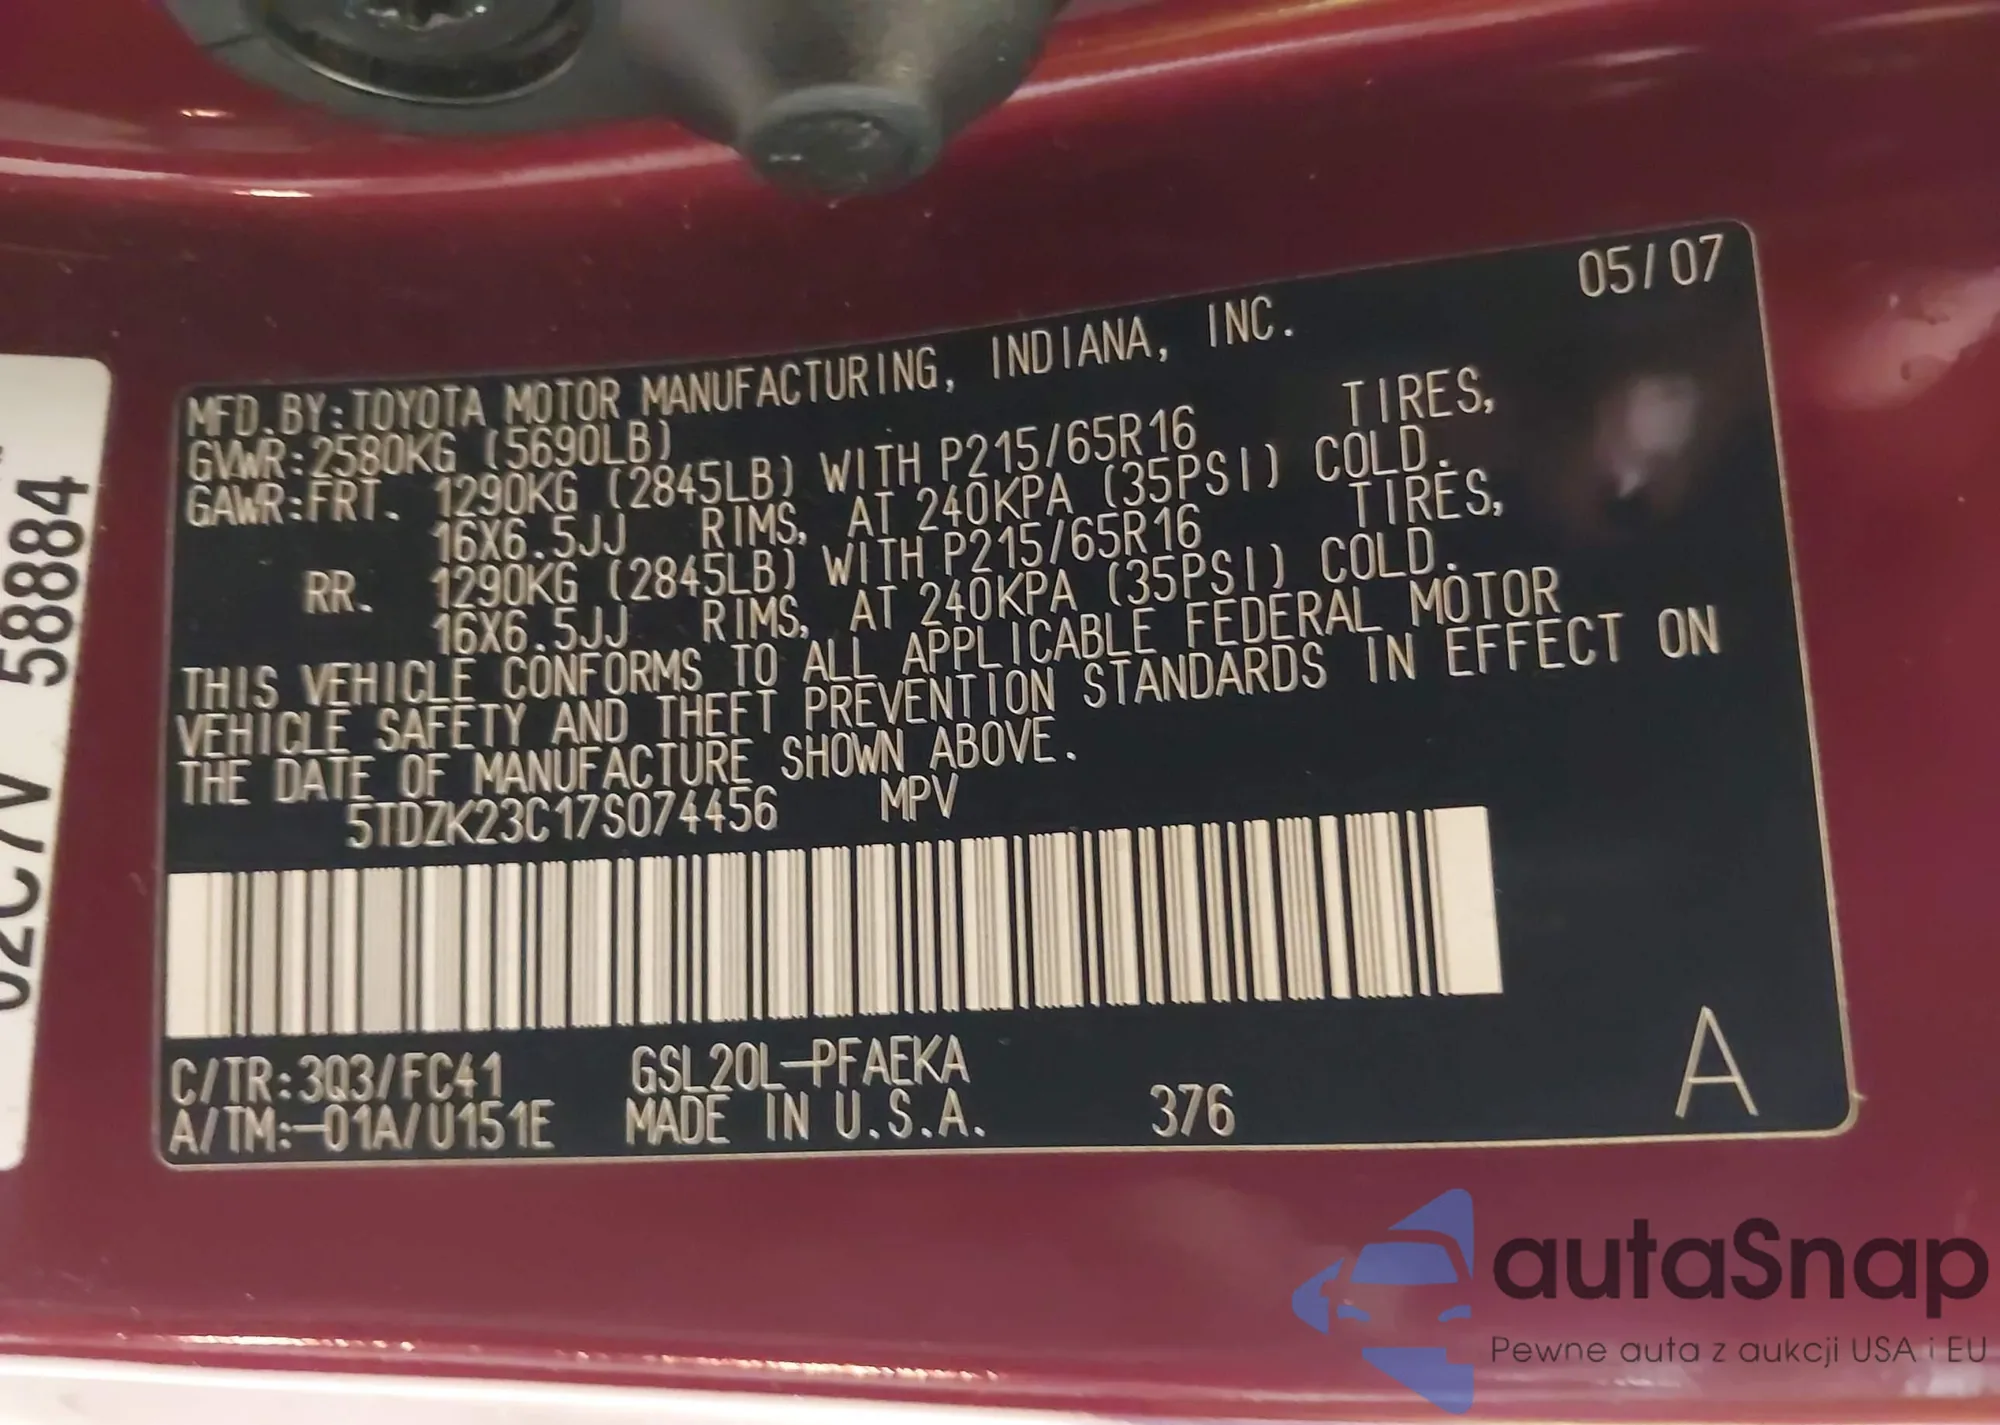 05/07
MFD.BY:TOYOTA MOTOR MANUFACTURING, INDIANA, INC.
GVWR:2580KG (5690LB)
GAWR:FRT. 1290KG (2845LB) WITH P215/65R16 TIRES,
16X6.5JJ RIMS, AT 240KPA (35PSI) COLD.
RR. 1290KG (2845LB) WITH P215/65R16 TIRES,
16X6.5JJ RIMS, AT 240KPA (35PSI) COLD.
THIS VEHICLE CONFORMS TO ALL APPLICABLE FEDERAL MOTOR
VEHICLE SAFETY AND THEFT PREVENTION STANDARDS IN EFFECT ON
THE DATE OF MANUFACTURE SHOWN ABOVE.
5TDZK23C17S074456 MPV
C/TR:3Q3/FC41 GSL20L-PFAEKA
A/TM:-01A/U151E MADE IN U.S.A. 376
A
58884
autaSnap
Pewne auta z aukcji USA i EU